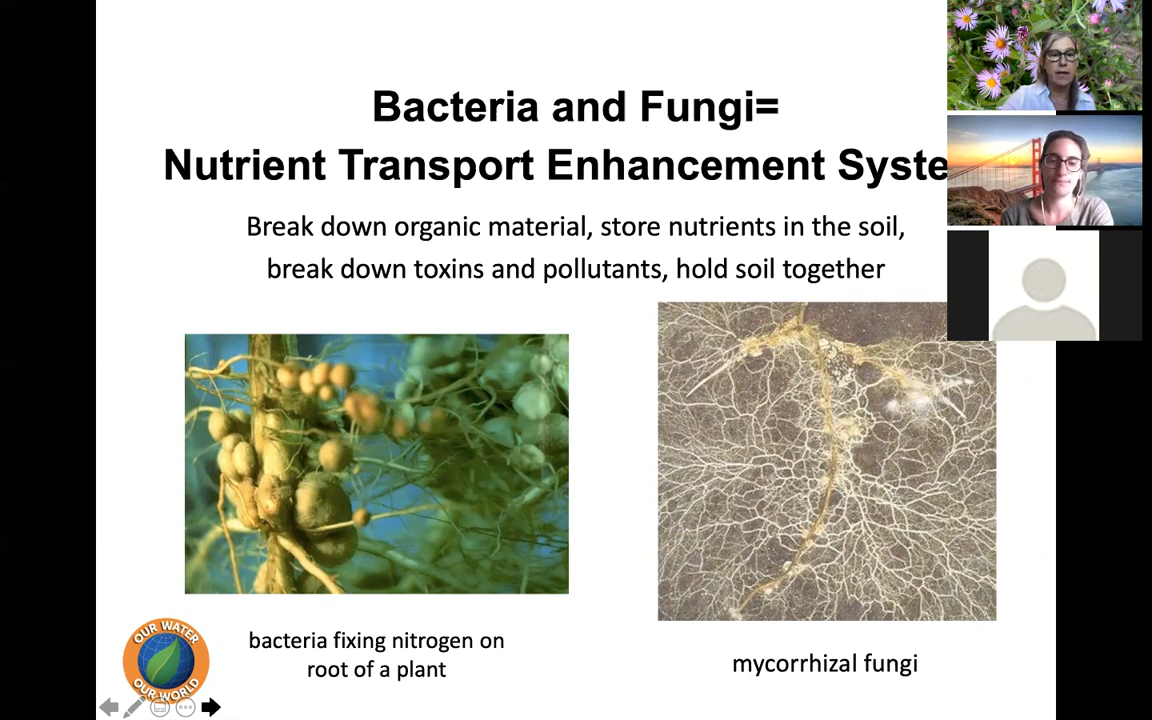 Bacteria and Fungi=
Nutrient Transport Enhancement Syste
Break down organic material, store nutrients in the soil,
break down toxins and pollutants, hold soil together
bacteria fixing nitrogen on
root of a plant
mycorrhizal fungi
OUR WATER
OUR WORLD